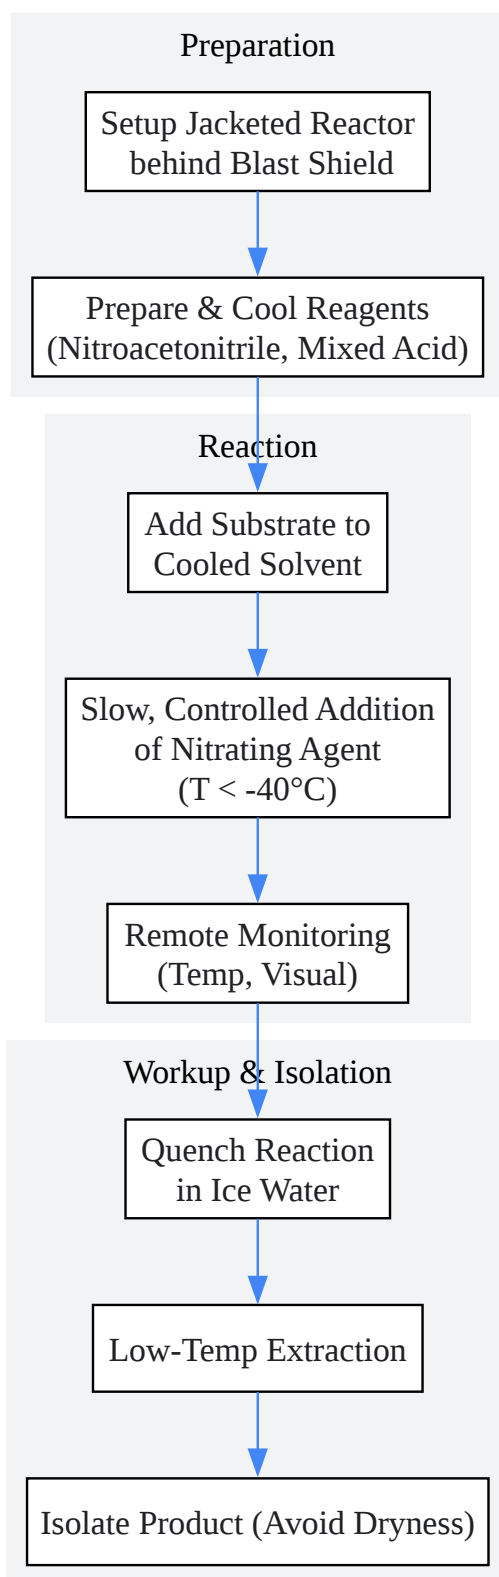 Preparation
Setup Jacketed Reactor
behind Blast Shield
Prepare & Cool Reagents
(Nitroacetonitrile, Mixed Acid)
Reaction
Add Substrate to
Cooled Solvent
Slow, Controlled Addition
of Nitrating Agent
(T < -40°C)
Remote Monitoring
(Temp, Visual)
Workup & Isolation
Quench Reaction
in Ice Water
Low-Temp Extraction
Isolate Product (Avoid Dryness)